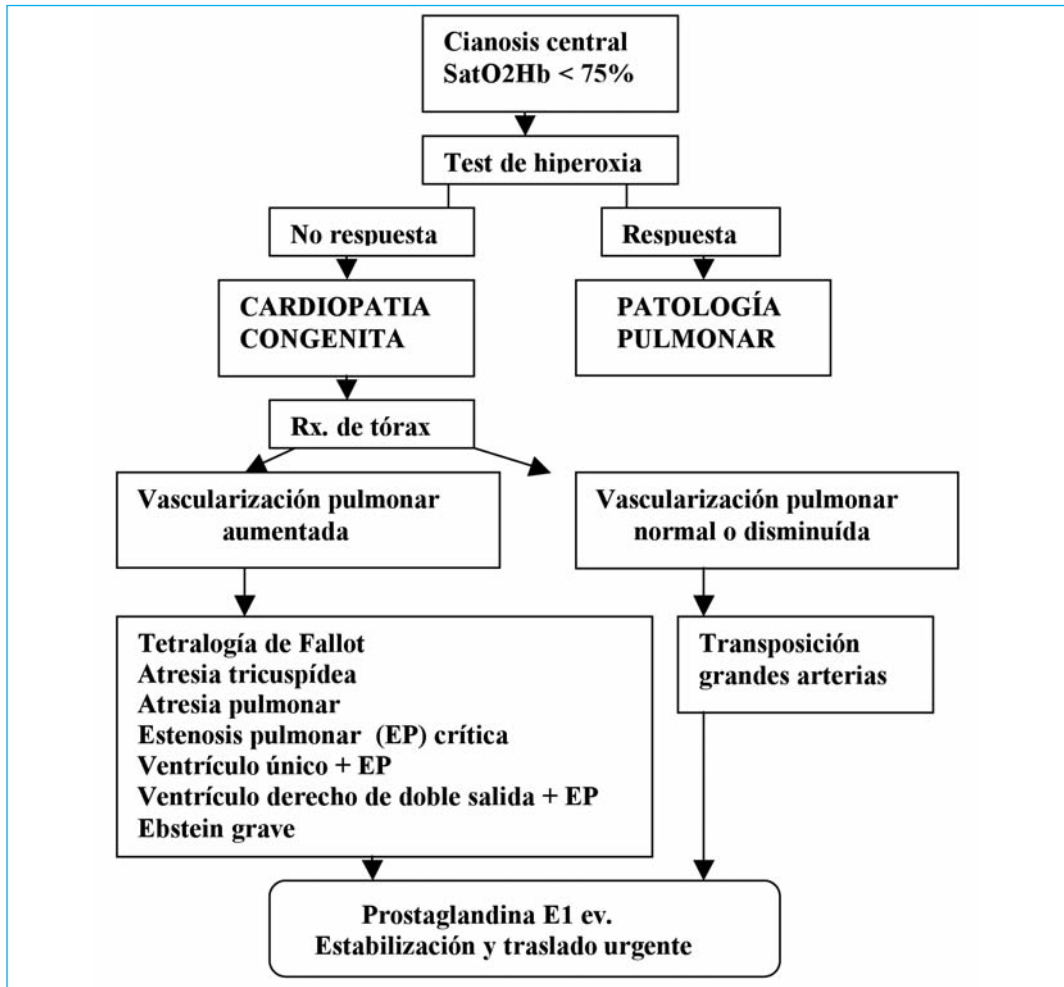 Cianosis central
SatO2Hb < 75%
Test de hiperoxia
No respuesta
Respuesta
CARDIOPATIA
CONGENITA
PATOLOGÍA
PULMONAR
Rx. de tórax
Vascularización pulmonar
aumentada
Vascularización pulmonar
normal o disminuída
Tetralogía de Fallot
Atresia tricuspídea
Atresia pulmonar
Estenosis pulmonar (EP) crítica
Ventrículo único + EP
Ventrículo derecho de doble salida + EP
Ebstein grave
Transposición
grandes arterias
Prostaglandina E1 ev.
Estabilización y traslado urgente